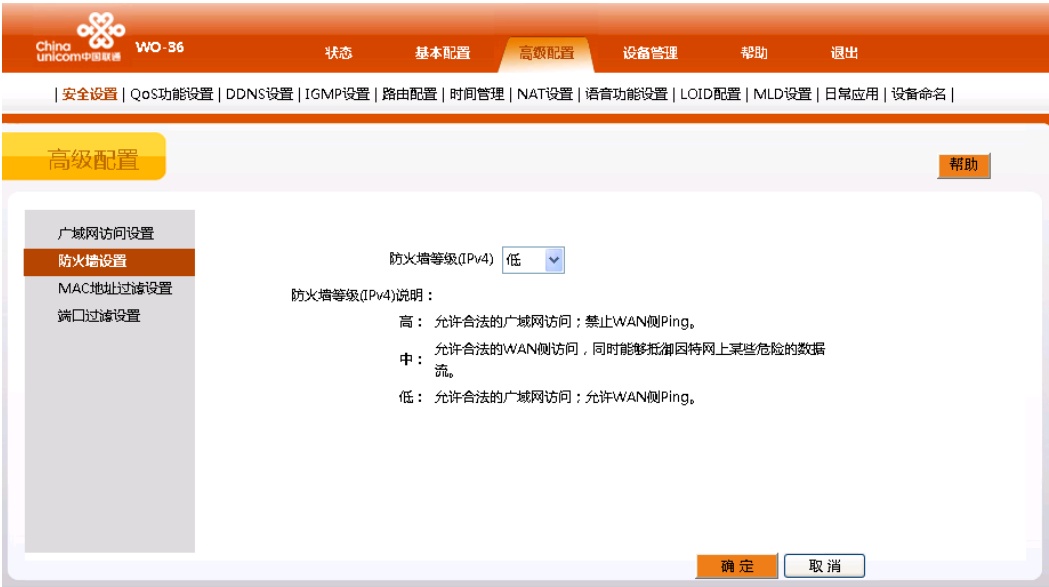 China
unicom中国联通
WO-36
状态 基本配置 高级配置 设备管理 帮助 退出
| 安全设置 | QoS功能设置 | DDNS设置 | IGMP设置 | 路由配置 | 时间管理 | NAT设置 | 语音功能设置 | LOID配置 | MLD设置 | 日常应用 | 设备命名 |
高级配置
帮助
广域网访问设置
防火墙设置
MAC地址过滤设置
端口过滤设置
防火墙等级(IPv4) 低
防火墙等级(IPv4)说明：
高： 允许合法的广域网访问；禁止WAN侧Ping。
中： 允许合法的WAN侧访问，同时能够抵御因特网上某些危险的数据
流。
低： 允许合法的广域网访问；允许WAN侧Ping。
确定 取消